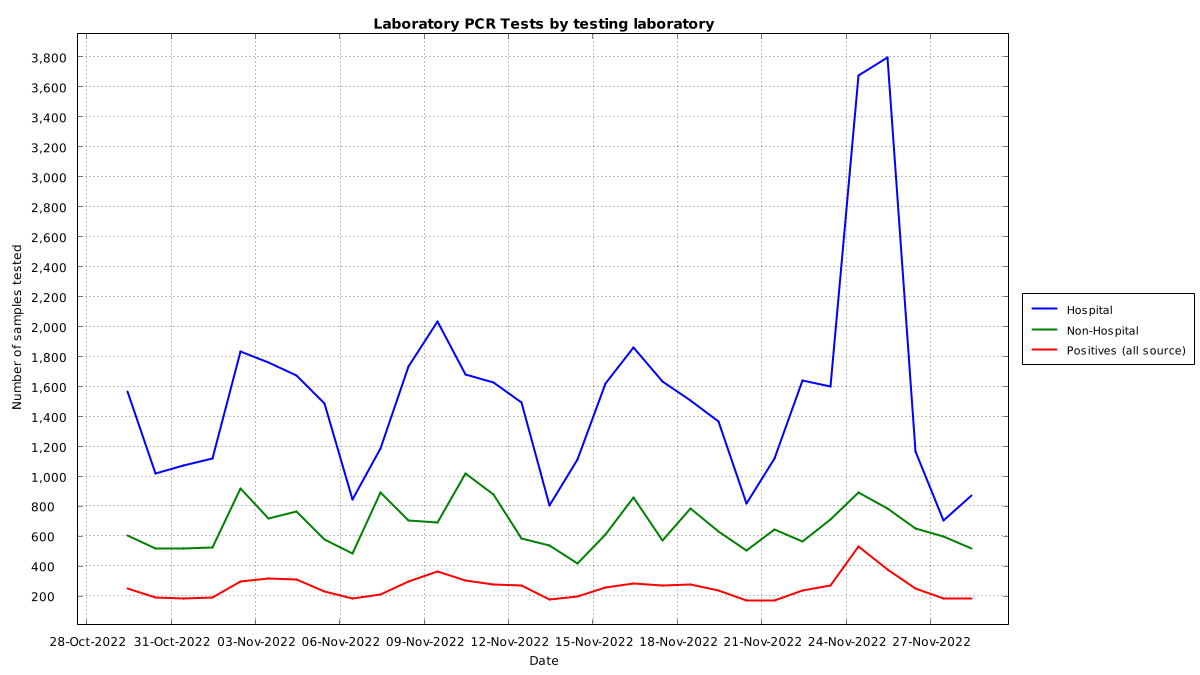 Laboratory PCR Tests by testing laboratory
Number of samples tested
3,800
3,600
3,400
3,200
3,000
2,800
2,600
2,400
2,200
2,000
1,800
1,600
1,400
1,200
1,000
800
600
400
200
28-Oct-2022 31-Oct-2022 03-Nov-2022 06-Nov-2022 09-Nov-2022 12-Nov-2022 15-Nov-2022 18-Nov-2022 21-Nov-2022 24-Nov-2022 27-Nov-2022
Date
Hospital
Non-Hospital
Positives (all source)